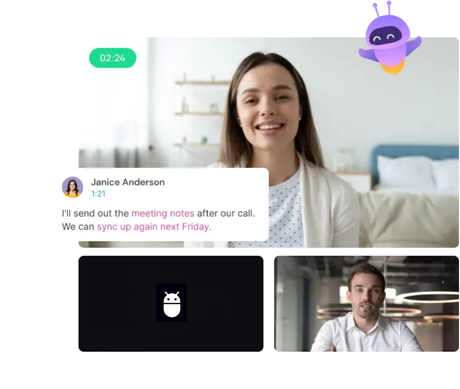 02:24
Janice Anderson
1:21
I'll send out the meeting notes after our call.
We can sync up again next Friday.